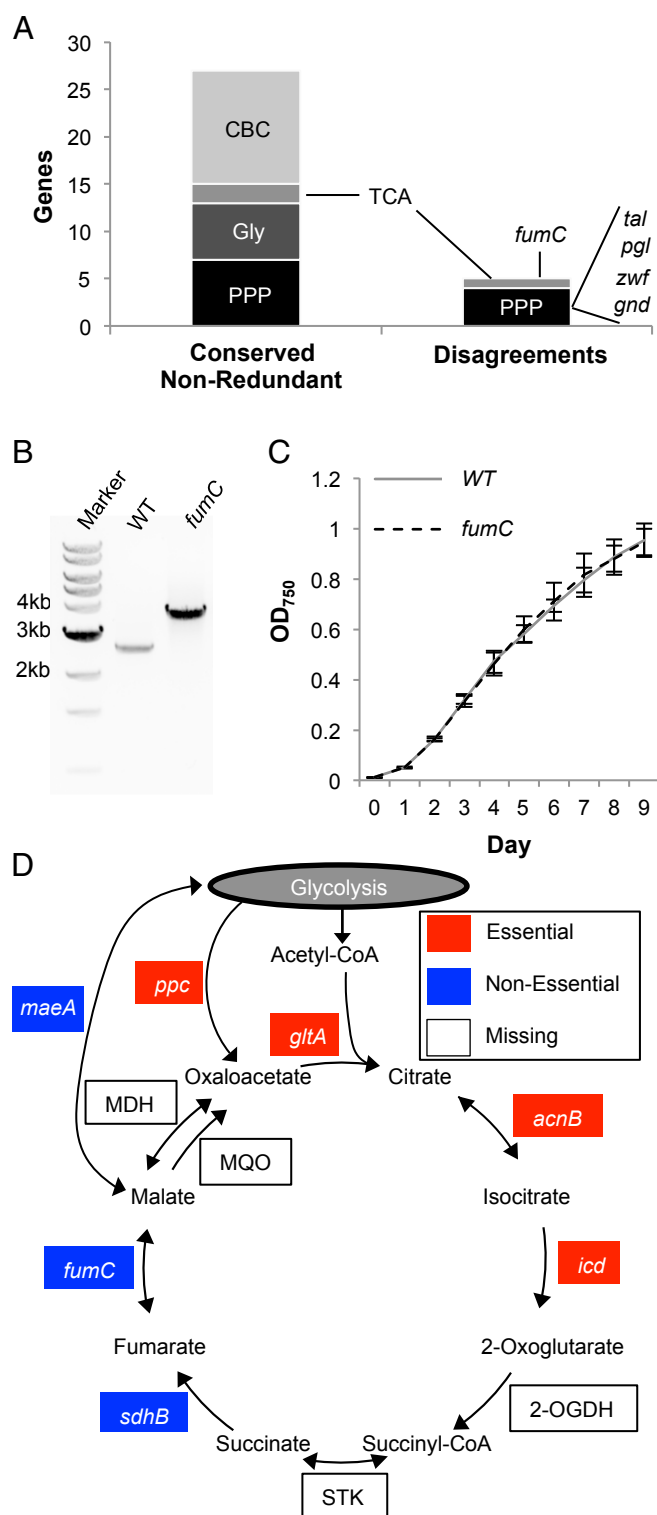 A
Genes
30
25
20
15
10
5
0
CBC
Gly
PPP
TCA
fumC
PPP
tal
pgl
zwf
gnd
Conserved
Non-Redundant
Disagreements
B
Marker
WT
fumC
4kb
3kb
2kb
C
WT
fumC
OD750
1.2
1
0.8
0.6
0.4
0.2
0
0 1 2 3 4 5 6 7 8 9
Day
D
Glycolysis
Essential
Non-Essential
Missing
Acetyl-CoA
maeA
ppc
gltA
Oxaloacetate
Citrate
MDH
acnB
MQO
Malate
Isocitrate
fumC
icd
Fumarate
2-Oxoglutarate
sdhB
2-OGDH
Succinate
Succinyl-CoA
STK